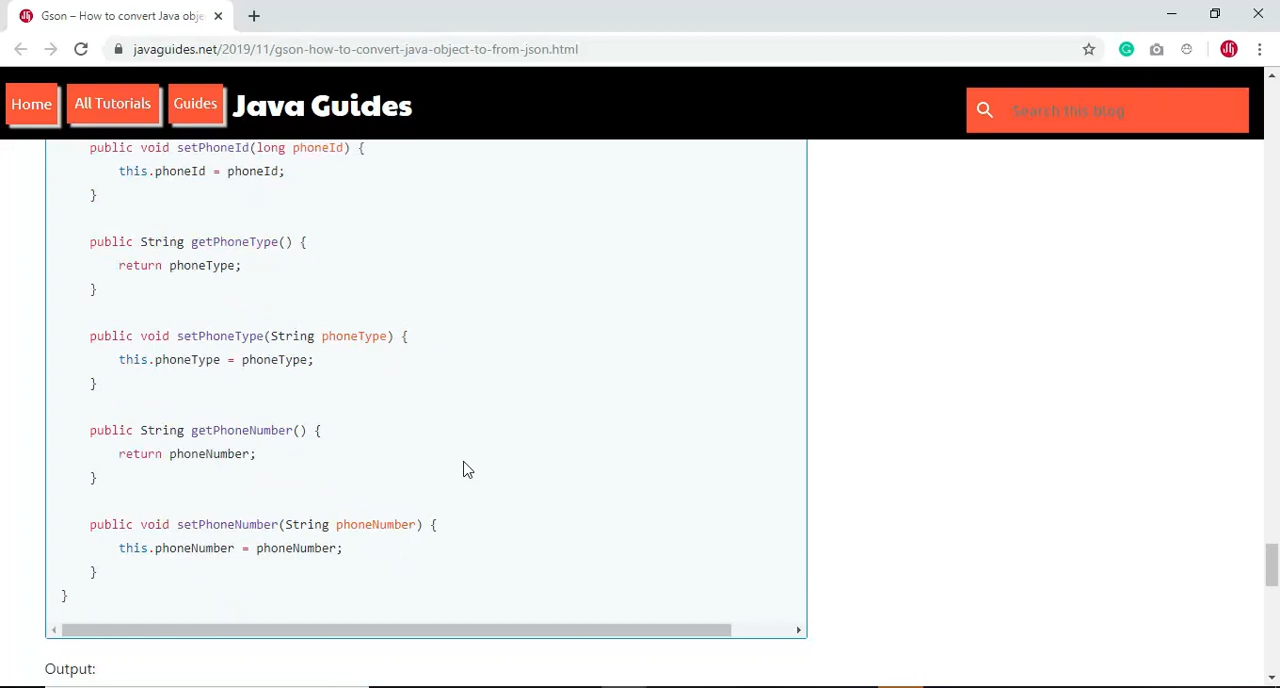 Gson – How to convert Java obje
javaguides.net/2019/11/gson-how-to-convert-java-object-to-from-json.html
Home
All Tutorials
Guides
Java Guides
Search this blog
public void setPhoneId(long phoneId) {
this.phoneId = phoneId;
}
public String getPhoneType() {
return phoneType;
}
public void setPhoneType(String phoneType) {
this.phoneType = phoneType;
}
public String getPhoneNumber() {
return phoneNumber;
}
public void setPhoneNumber(String phoneNumber) {
this.phoneNumber = phoneNumber;
}
}
Output: